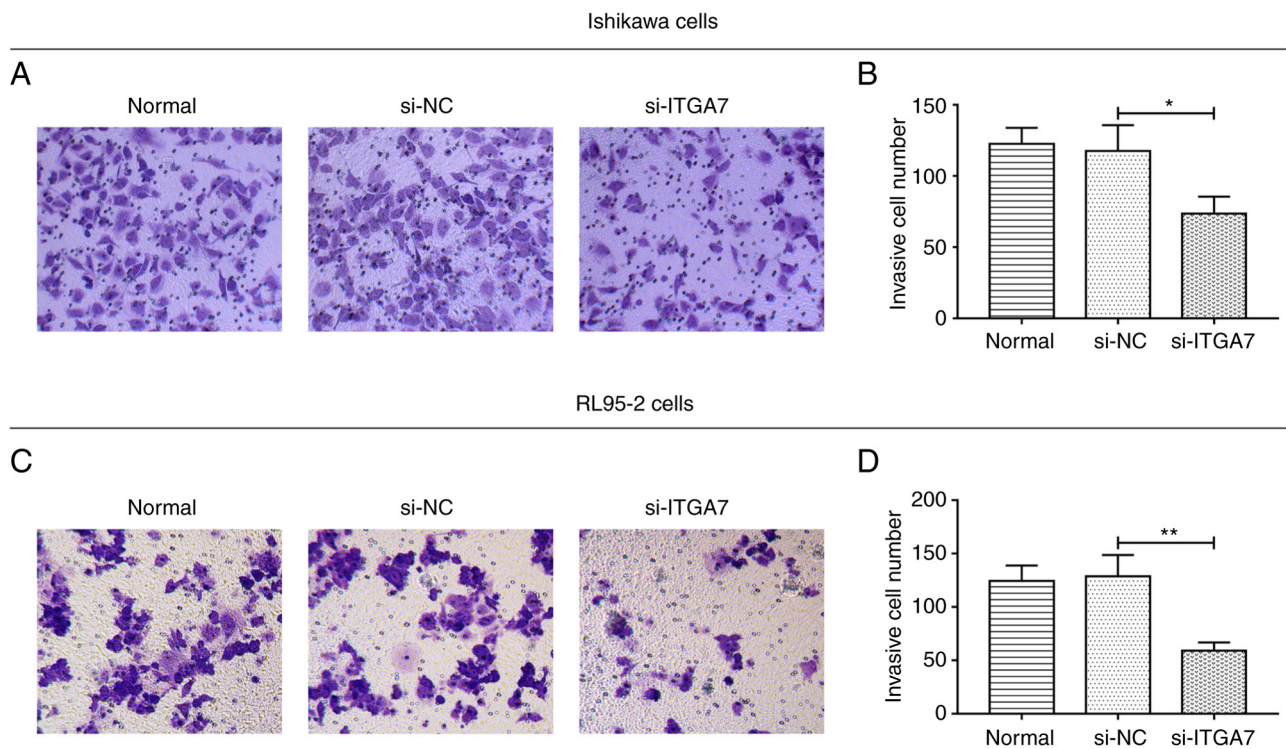 Ishikawa cells
A
Normal
si-NC
si-ITGA7
B
Invasive cell number
150
100
50
0
*
Normal
si-NC
si-ITGA7
RL95-2 cells
C
Normal
si-NC
si-ITGA7
D
Invasive cell number
200
150
100
50
0
**
Normal
si-NC
si-ITGA7